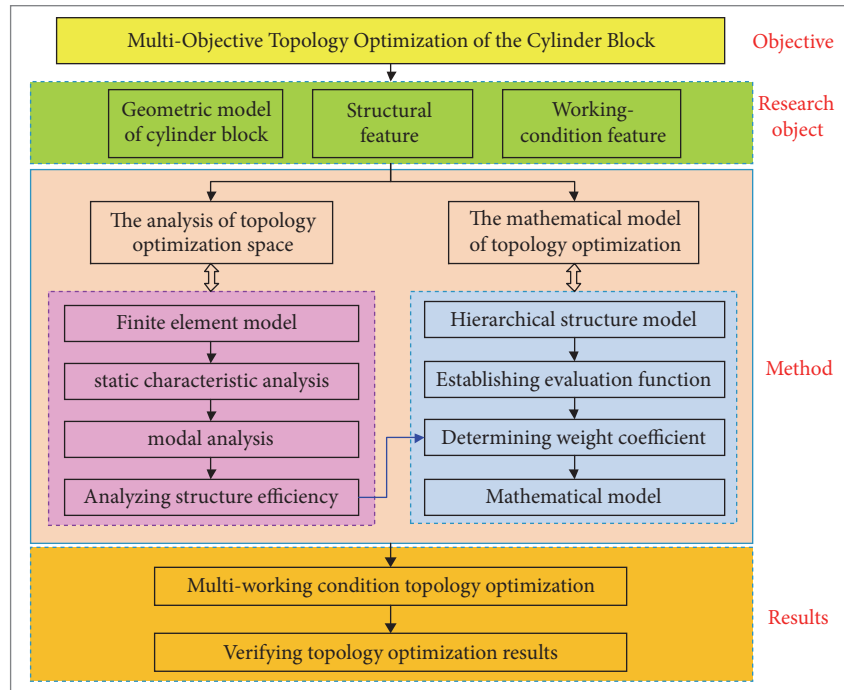 Multi-Objective Topology Optimization of the Cylinder Block
Objective
Geometric model
of cylinder block
Structural
feature
Working-
condition feature
Research
object
The analysis of topology
optimization space
The mathematical model
of topology optimization
Finite element model
static characteristic analysis
modal analysis
Analyzing structure efficiency
Hierarchical structure model
Establishing evaluation function
Determining weight coefficient
Mathematical model
Method
Multi-working condition topology optimization
Verifying topology optimization results
Results